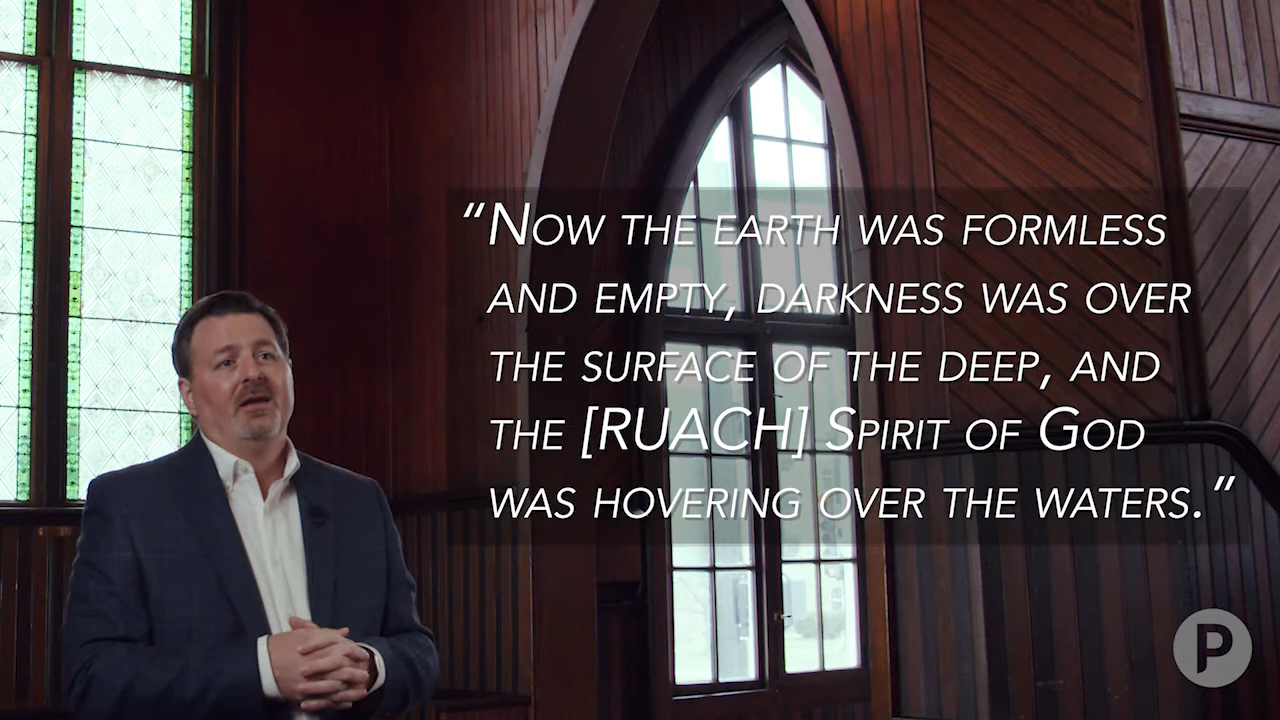 “Now the earth was formless
and empty, darkness was over
the surface of the deep, and
the [RUACH] Spirit of God
was hovering over the waters.”
P